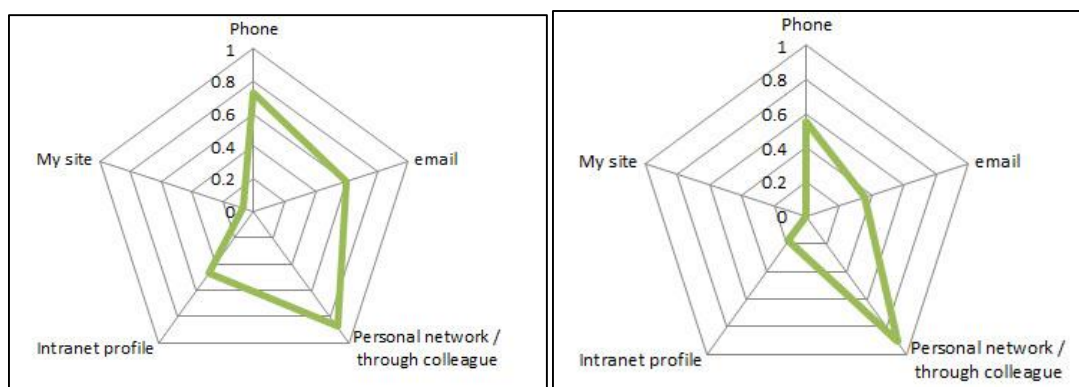 Phone
1
0.8
0.6
0.4
0.2
0
My site
email
Intranet profile
Personal network /
through colleague
Phone
1
0.8
0.6
0.4
0.2
0
My site
email
Intranet profile
Personal network /
through colleague